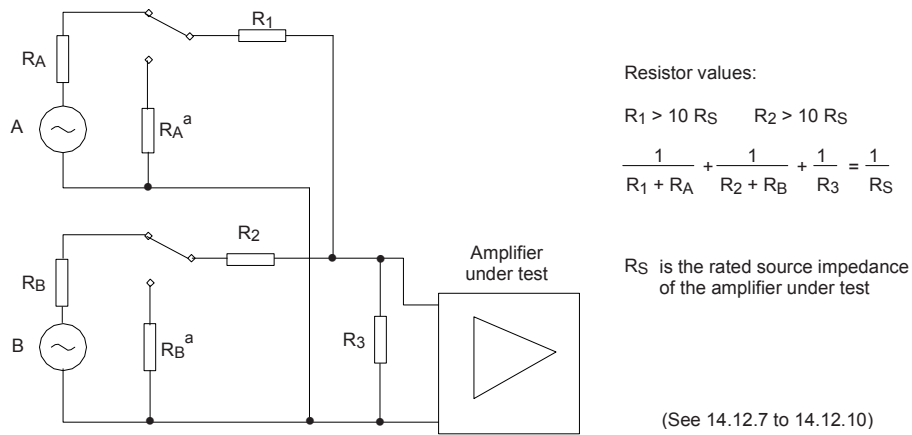 R1
RA
A
RA a
R2
RB
B
RB a
R3
Amplifier
under test
Resistor values:
R1 > 10 RS R2 > 10 RS
1/(R1 + RA) + 1/(R2 + RB) + 1/R3 = 1/RS
RS is the rated source impedance
of the amplifier under test
(See 14.12.7 to 14.12.10)